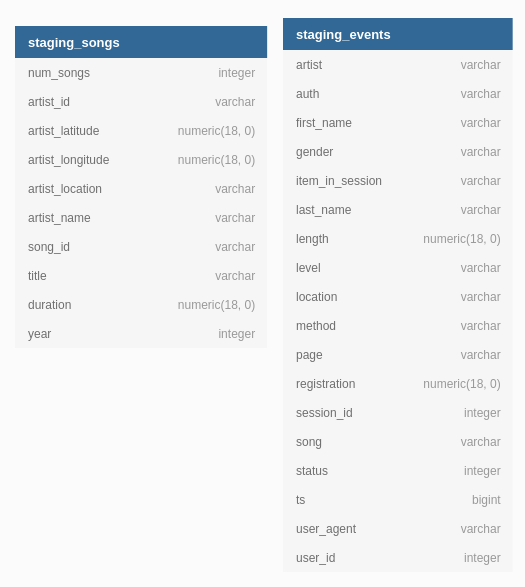 staging_songs
num_songs integer
artist_id varchar
artist_latitude numeric(18, 0)
artist_longitude numeric(18, 0)
artist_location varchar
artist_name varchar
song_id varchar
title varchar
duration numeric(18, 0)
year integer
staging_events
artist varchar
auth varchar
first_name varchar
gender varchar
item_in_session varchar
last_name varchar
length numeric(18, 0)
level varchar
location varchar
method varchar
page varchar
registration numeric(18, 0)
session_id integer
song varchar
status integer
ts bigint
user_agent varchar
user_id integer